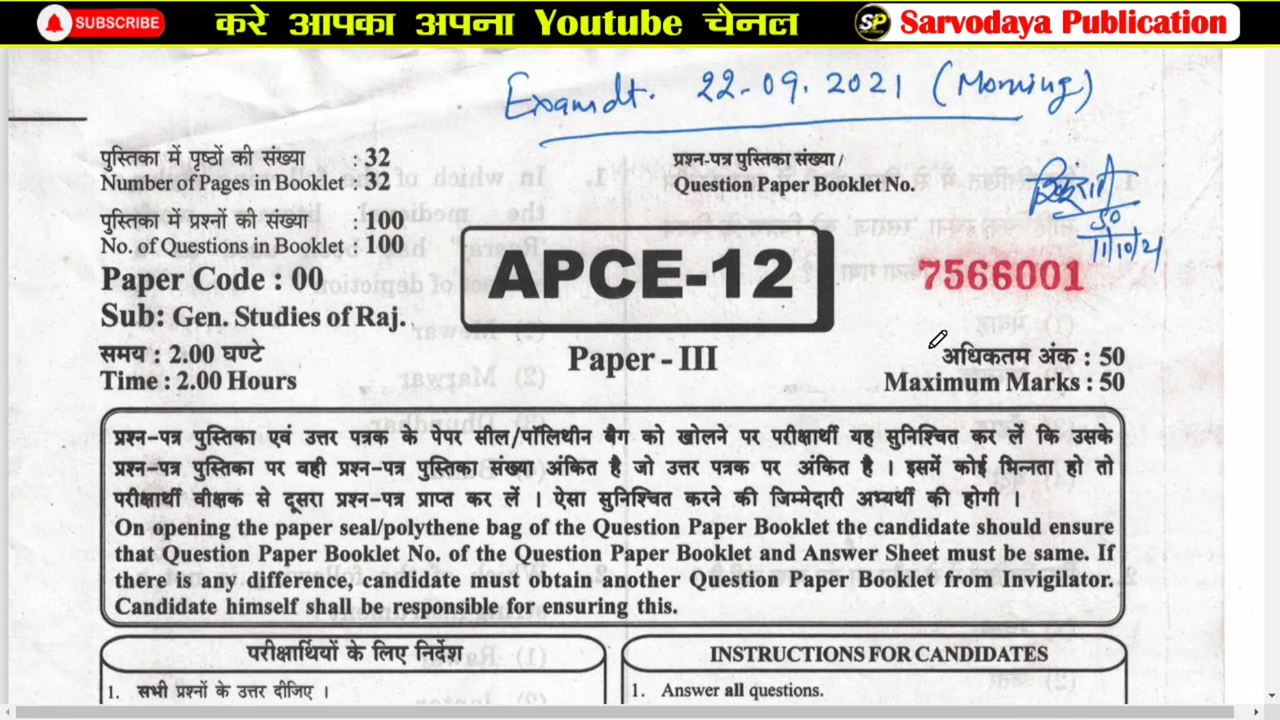 SUBSCRIBE
करे आपका अपना Youtube चैनल
SP
Sarvodaya Publication
Exam dt. 22-09.2021 (Morning)
पुस्तिका में पृष्ठों की संख्या : 32
Number of Pages in Booklet : 32
पुस्तिका में प्रश्नों की संख्या : 100
No. of Questions in Booklet : 100
Paper Code : 00
Sub: Gen. Studies of Raj.
समय : 2.00 घण्टे
Time : 2.00 Hours
APCE-12
Paper - III
प्रश्न-पत्र पुस्तिका संख्या /
Question Paper Booklet No.
50
11/10/21
7566001
अधिकतम अंक : 50
Maximum Marks : 50
प्रश्न-पत्र पुस्तिका एवं उत्तर पत्रक के पेपर सील/पॉलिथीन बैग को खोलने पर परीक्षार्थी यह सुनिश्चित कर लें कि उसके
प्रश्न-पत्र पुस्तिका पर वही प्रश्न-पत्र पुस्तिका संख्या अंकित है जो उत्तर पत्रक पर अंकित है । इसमें कोई भिन्नता हो तो
परीक्षार्थी वीक्षक से दूसरा प्रश्न-पत्र प्राप्त कर लें । ऐसा सुनिश्चित करने की जिम्मेदारी अभ्यर्थी की होगी ।
On opening the paper seal/polythene bag of the Question Paper Booklet the candidate should ensure
that Question Paper Booklet No. of the Question Paper Booklet and Answer Sheet must be same. If
there is any difference, candidate must obtain another Question Paper Booklet from Invigilator.
Candidate himself shall be responsible for ensuring this.
परीक्षार्थियों के लिए निर्देश
1. सभी प्रश्नों के उत्तर दीजिए ।
INSTRUCTIONS FOR CANDIDATES
1. Answer all questions.